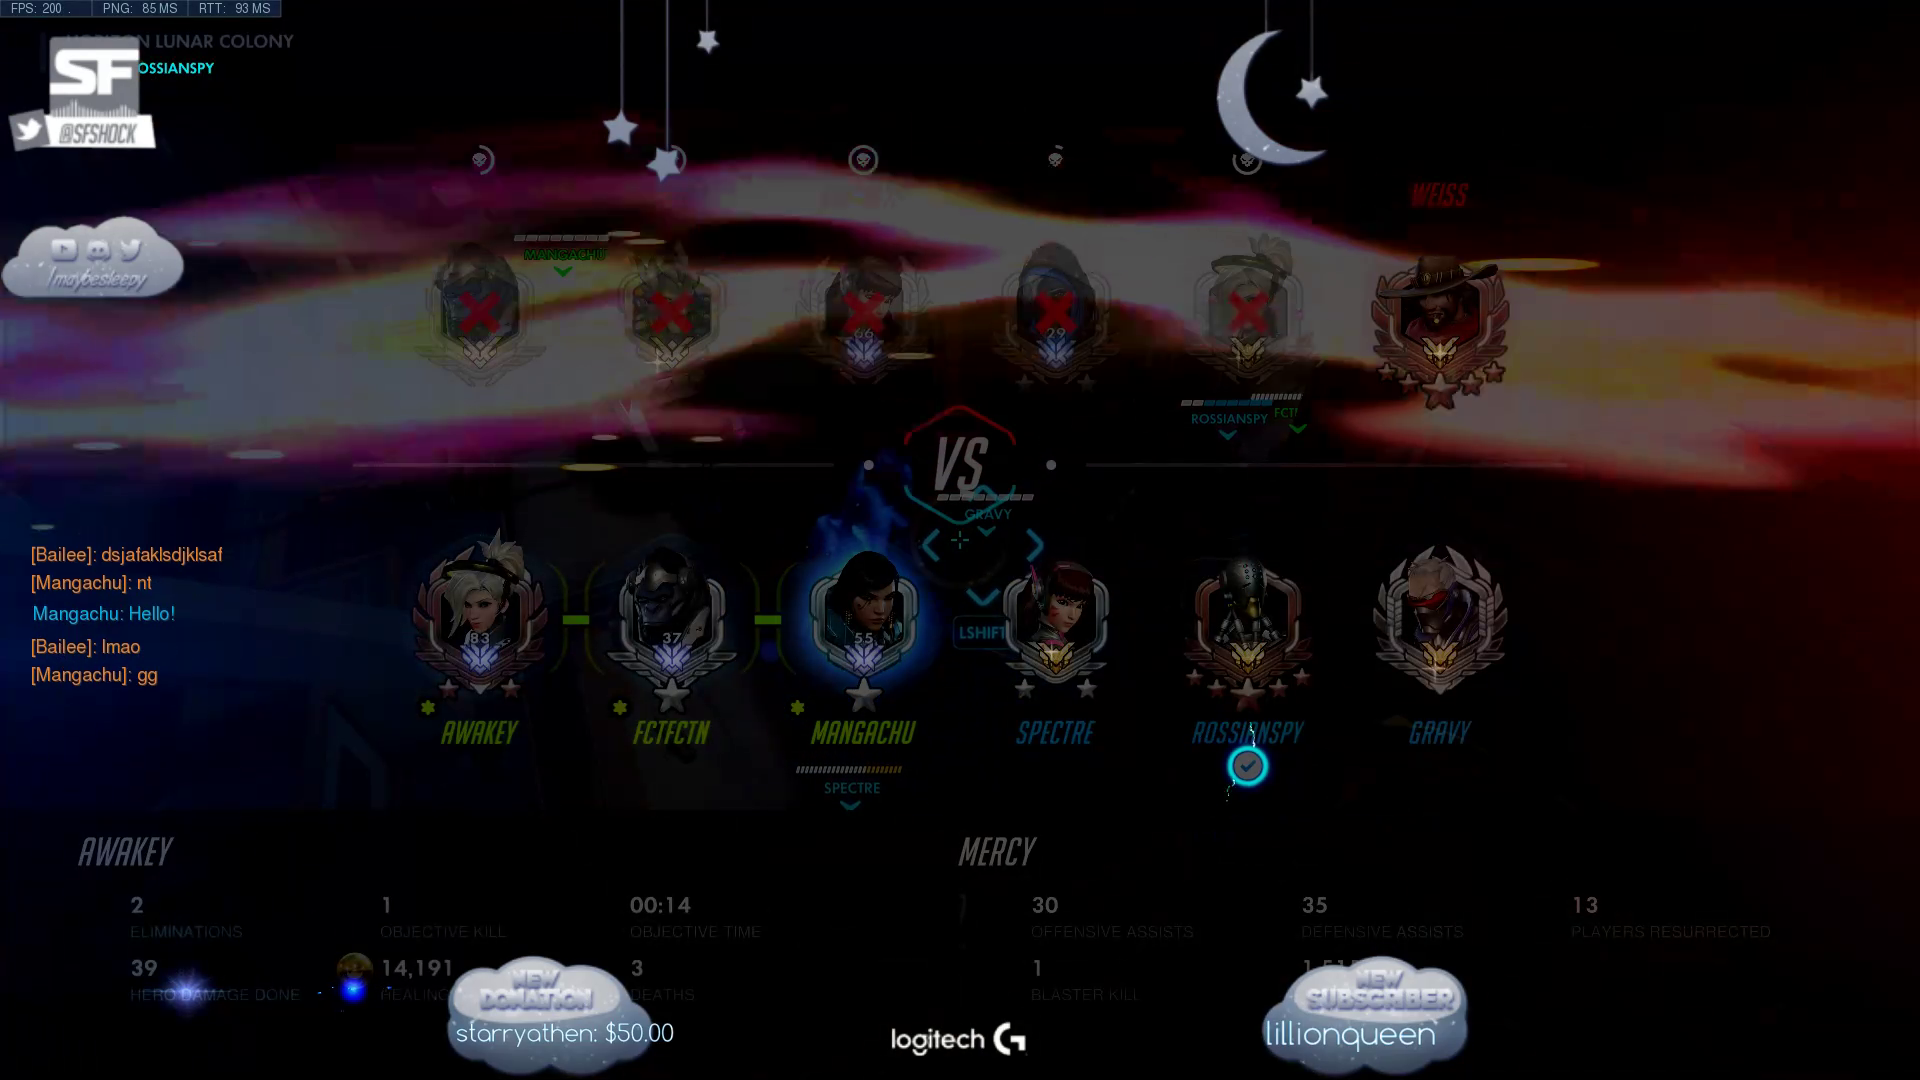 FPS: 200 PNG: 85 MS RTT: 93 MS
LUNAR COLONY
OSSIANSPY
SF
@SFSHOCK
WEISS
/maybesleepy
MANGACHU
66
29
ROSSIANSPY
VS
GRAVY
[Bailee]: dsjafaklsdjklsaf
[Mangachu]: nt
Mangachu: Hello!
[Bailee]: lmao
[Mangachu]: gg
83
37
55
LSHIFT
AWAKEY
FCTFCTN
MANGACHU
SPECTRE
ROSSIANSPY
GRAVY
SPECTRE
AWAKEY
MERCY
2
1
00:14
30
35
13
ELIMINATIONS
OBJECTIVE KILL
OBJECTIVE TIME
OFFENSIVE ASSISTS
DEFENSIVE ASSISTS
PLAYERS RESURRECTED
39
14,191
3
1
HERO DAMAGE DONE
HEALING
DEATHS
BLASTER KILL
NEW DONATION
starryathen: $50.00
logitech G
NEW SUBSCRIBER
lillionqueen